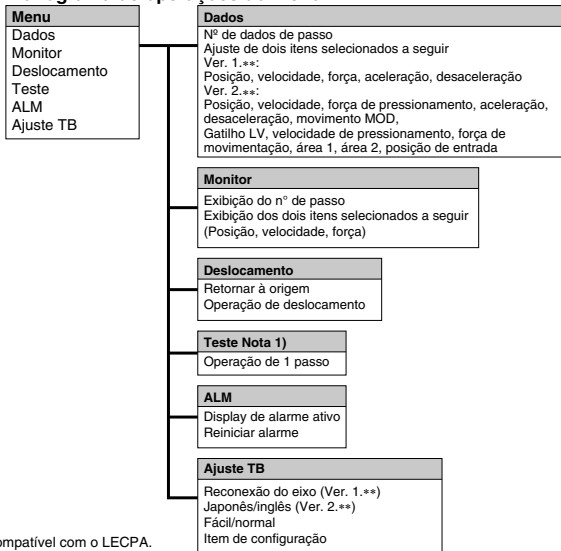 Menu
Dados
Monitor
Deslocamento
Teste
ALM
Ajuste TB
Dados
Nº de dados de passo
Ajuste de dois itens selecionados a seguir
Ver. 1.∗∗:
Posição, velocidade, força, aceleração, desaceleração
Ver. 2.∗∗:
Posição, velocidade, força de pressionamento, aceleração,
desaceleração, movimento MOD,
Gatilho LV, velocidade de pressionamento, força de
movimentação, área 1, área 2, posição de entrada
Monitor
Exibição do n° de passo
Exibição dos dois itens selecionados a seguir
(Posição, velocidade, força)
Deslocamento
Retornar à origem
Operação de deslocamento
Teste Nota 1)
Operação de 1 passo
ALM
Display de alarme ativo
Reiniciar alarme
Ajuste TB
Reconexão do eixo (Ver. 1.∗∗)
Japonês/inglês (Ver. 2.∗∗)
Fácil/normal
Item de configuração
com o LECPA.